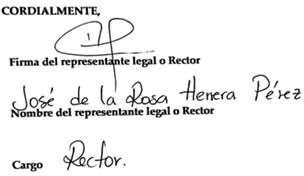 CORDIALMENTE,
Firma del representante legal o Rector
José de la Rosa Herrera Pérez
Nombre del representante legal o Rector
Cargo Rector.